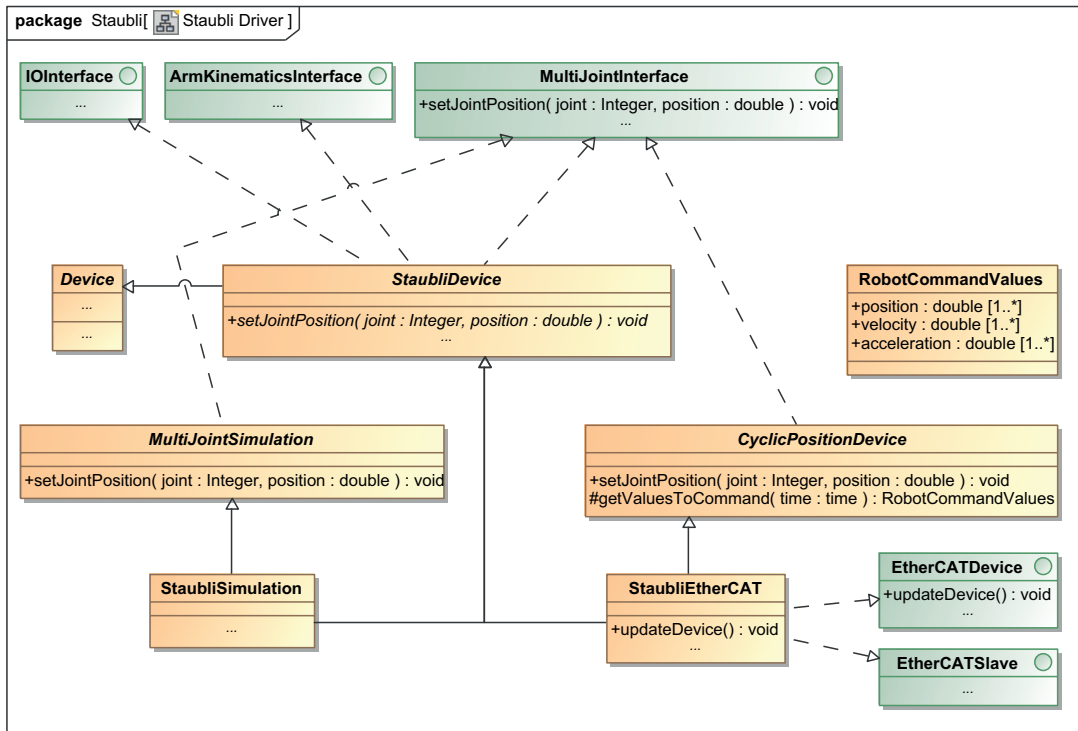 package Staubli[ Staubli Driver ]
IOInterface
...
ArmKinematicsInterface
...
MultiJointInterface
+setJointPosition( joint : Integer, position : double ) : void
...
Device
...
...
StaubliDevice
+setJointPosition( joint : Integer, position : double ) : void
...
RobotCommandValues
+position : double [1..*]
+velocity : double [1..*]
+acceleration : double [1..*]
MultiJointSimulation
+setJointPosition( joint : Integer, position : double ) : void
CyclicPositionDevice
+setJointPosition( joint : Integer, position : double ) : void
#getValuesToCommand( time : time ) : RobotCommandValues
StaubliSimulation
...
StaubliEtherCAT
+updateDevice() : void
...
EtherCATDevice
+updateDevice() : void
...
EtherCATSlave
...